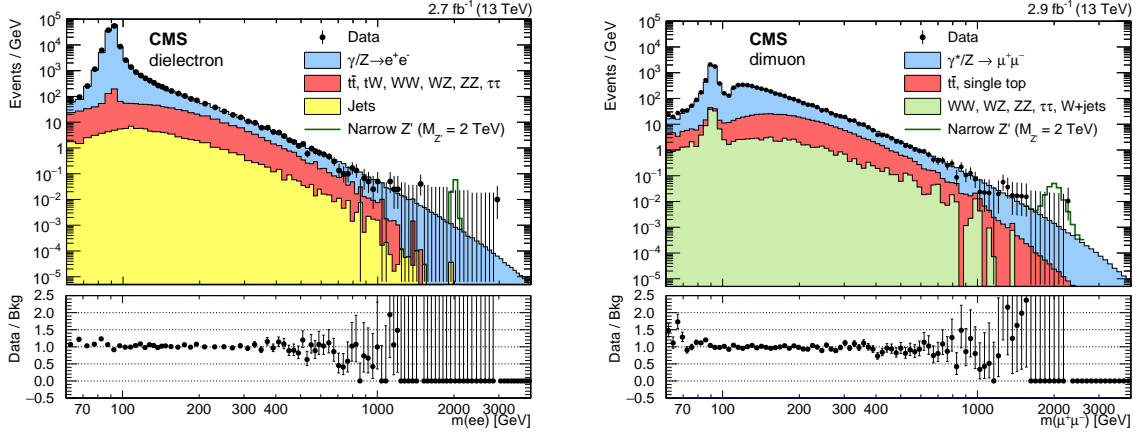 2.7 fb⁻¹ (13 TeV)
Events / GeV
10⁵
10⁴
10³
10²
10
1
10⁻¹
10⁻²
10⁻³
10⁻⁴
10⁻⁵
CMS
dielectron
Data
γ/Z→e⁺e⁻
tt̄, tW, WW, WZ, ZZ, ττ
Jets
Narrow Z' (M_Z' = 2 TeV)
Data / Bkg
2.5
2.0
1.5
1.0
0.5
0.0
−0.5
70 100 200 300 400 1000 2000 3000
m(ee) [GeV]
2.9 fb⁻¹ (13 TeV)
Events / GeV
10⁵
10⁴
10³
10²
10
1
10⁻¹
10⁻²
10⁻³
10⁻⁴
10⁻⁵
CMS
dimuon
Data
γ*/Z → μ⁺μ⁻
tt̄, single top
WW, WZ, ZZ, ττ, W+jets
Narrow Z' (M_Z' = 2 TeV)
Data / Bkg
2.5
2.0
1.5
1.0
0.5
0.0
−0.5
70 100 200 300 400 1000 2000 3000
m(μ⁺μ⁻) [GeV]